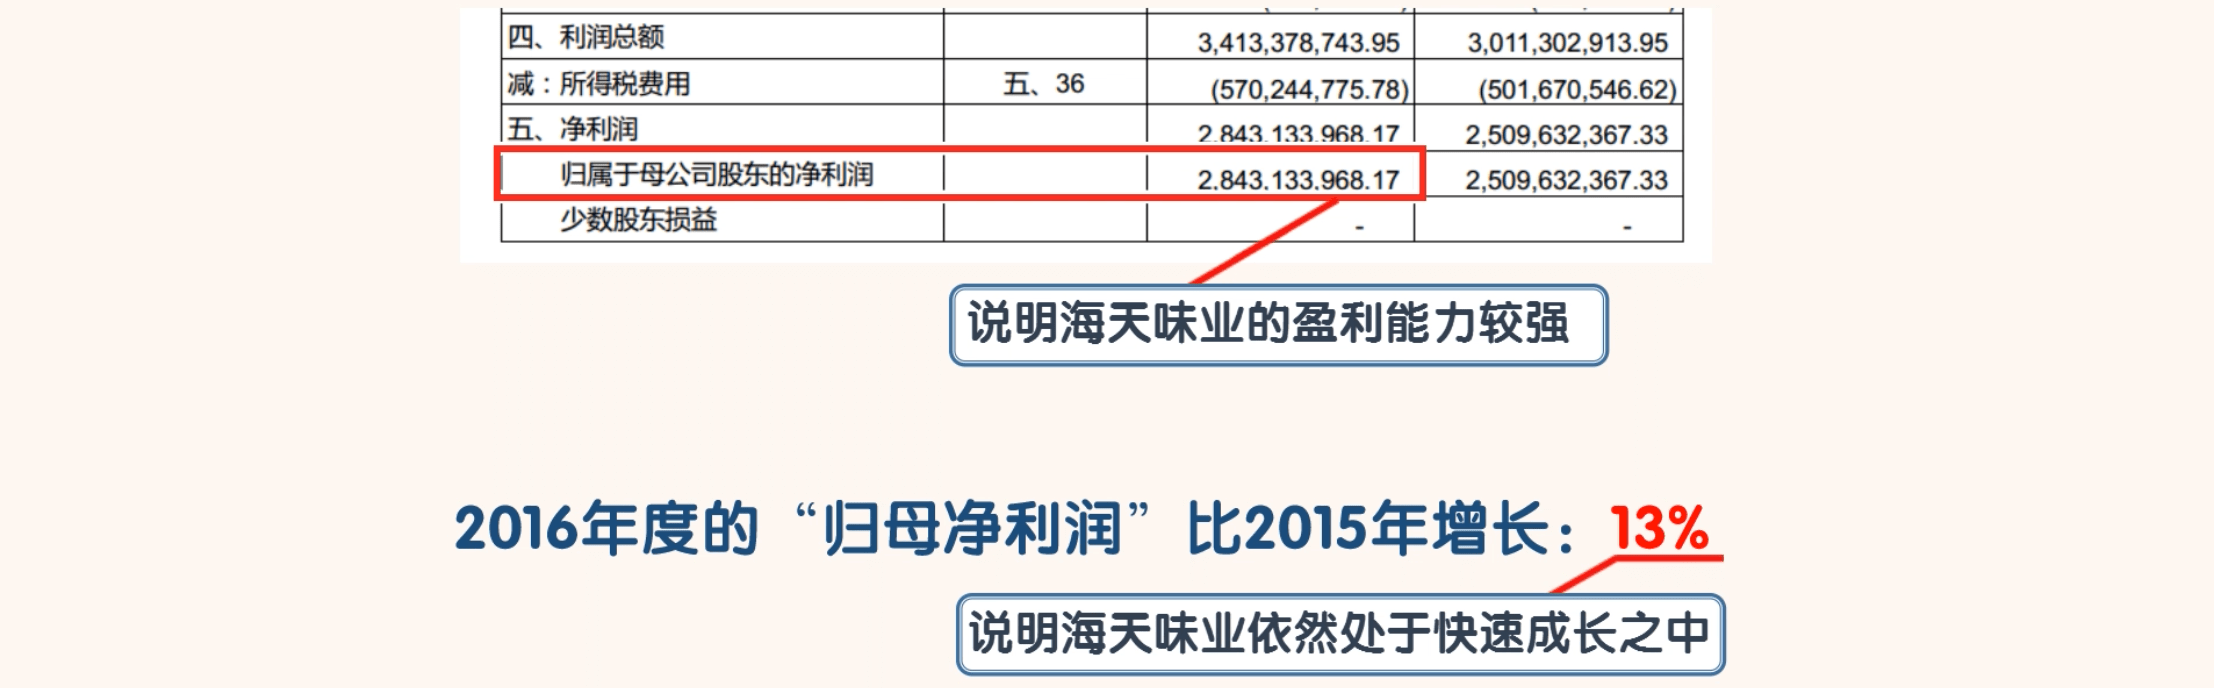 四、利润总额 3,413,378,743.95 3,011,302,913.95
减：所得税费用 五、36 (570,244,775.78) (501,670,546.62)
五、净利润 2,843,133,968.17 2,509,632,367.33
归属于母公司股东的净利润 2,843,133,968.17 2,509,632,367.33
少数股东损益 - -
说明海天味业的盈利能力较强
2016年度的“归母净利润”比2015年增长：13%
说明海天味业依然处于快速成长之中